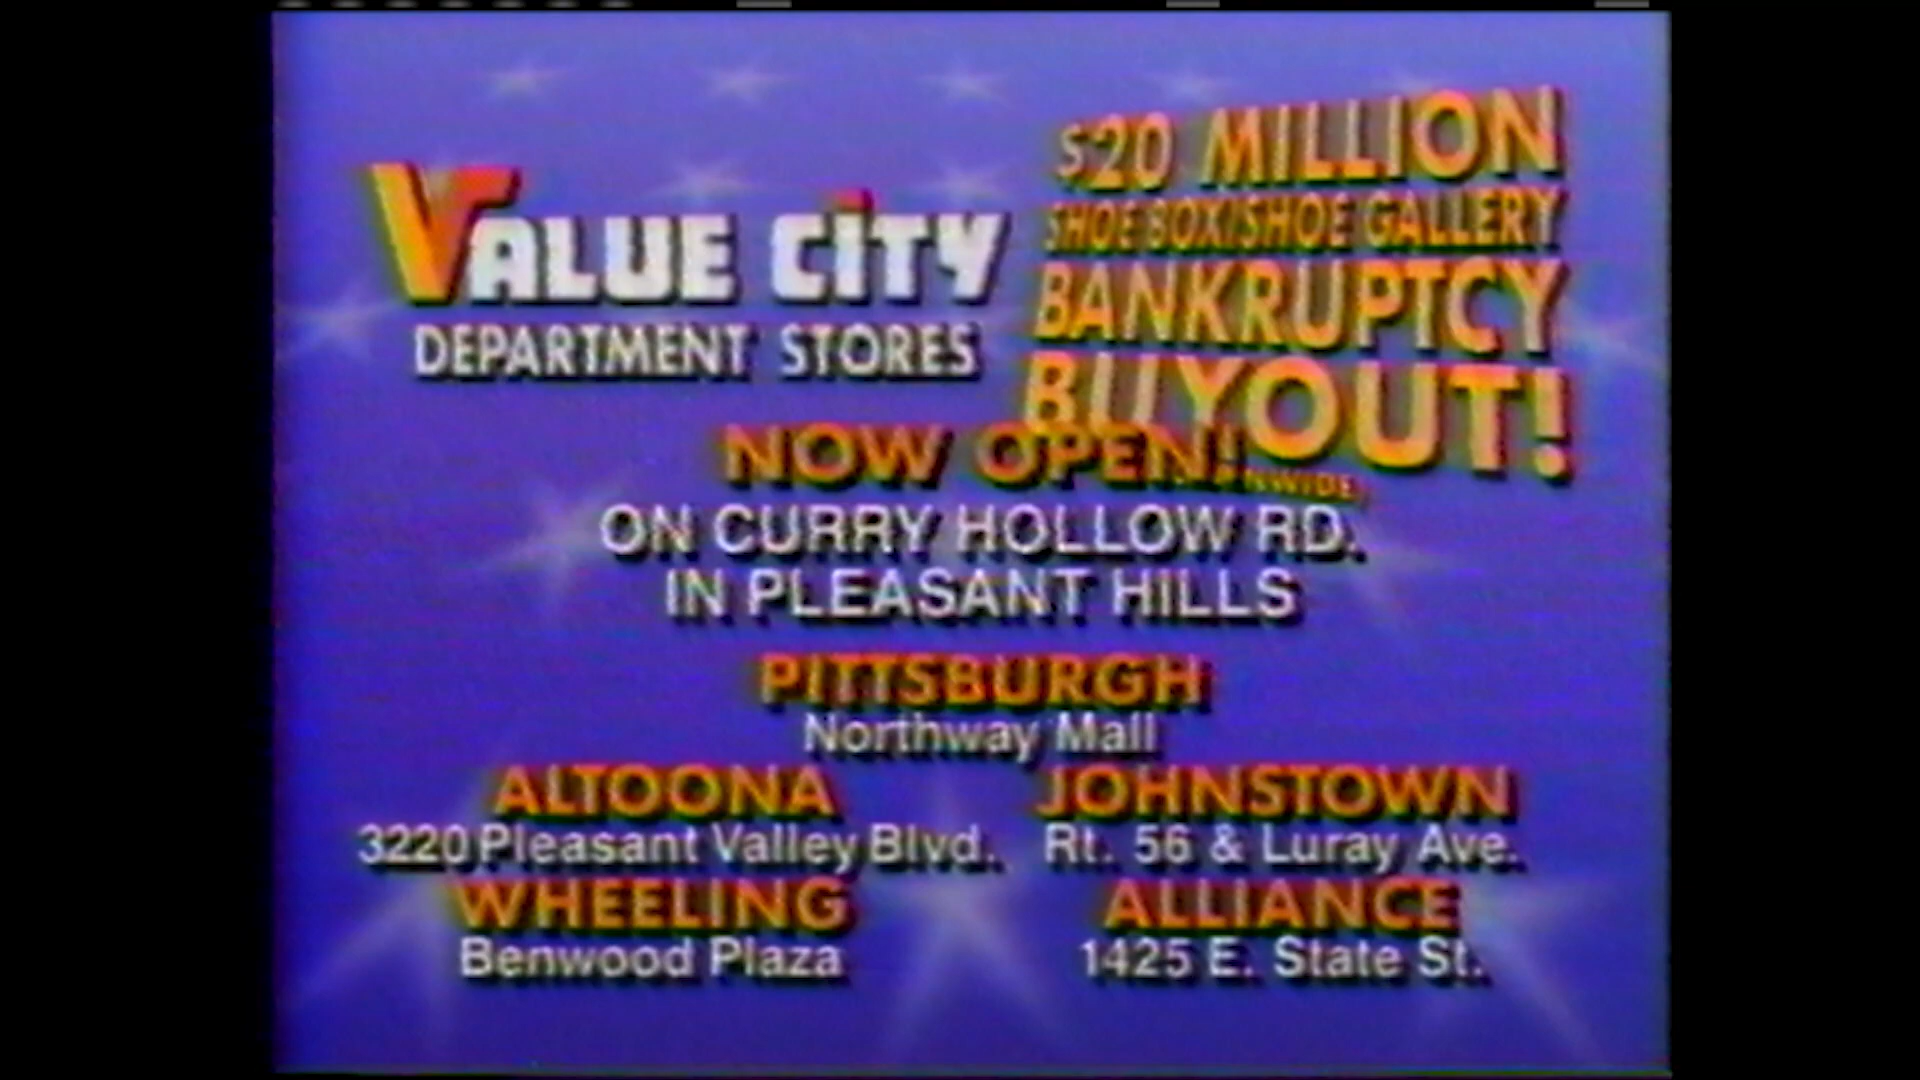 VALUE CITY
DEPARTMENT STORES
$20 MILLION
SHOE BOX/SHOE GALLERY
BANKRUPTCY
BUYOUT!
NOW OPEN!
ON CURRY HOLLOW RD.
IN PLEASANT HILLS
PITTSBURGH
Northway Mall
ALTOONA
3220 Pleasant Valley Blvd.
JOHNSTOWN
Rt. 56 & Luray Ave.
WHEELING
Benwood Plaza
ALLIANCE
1425 E. State St.